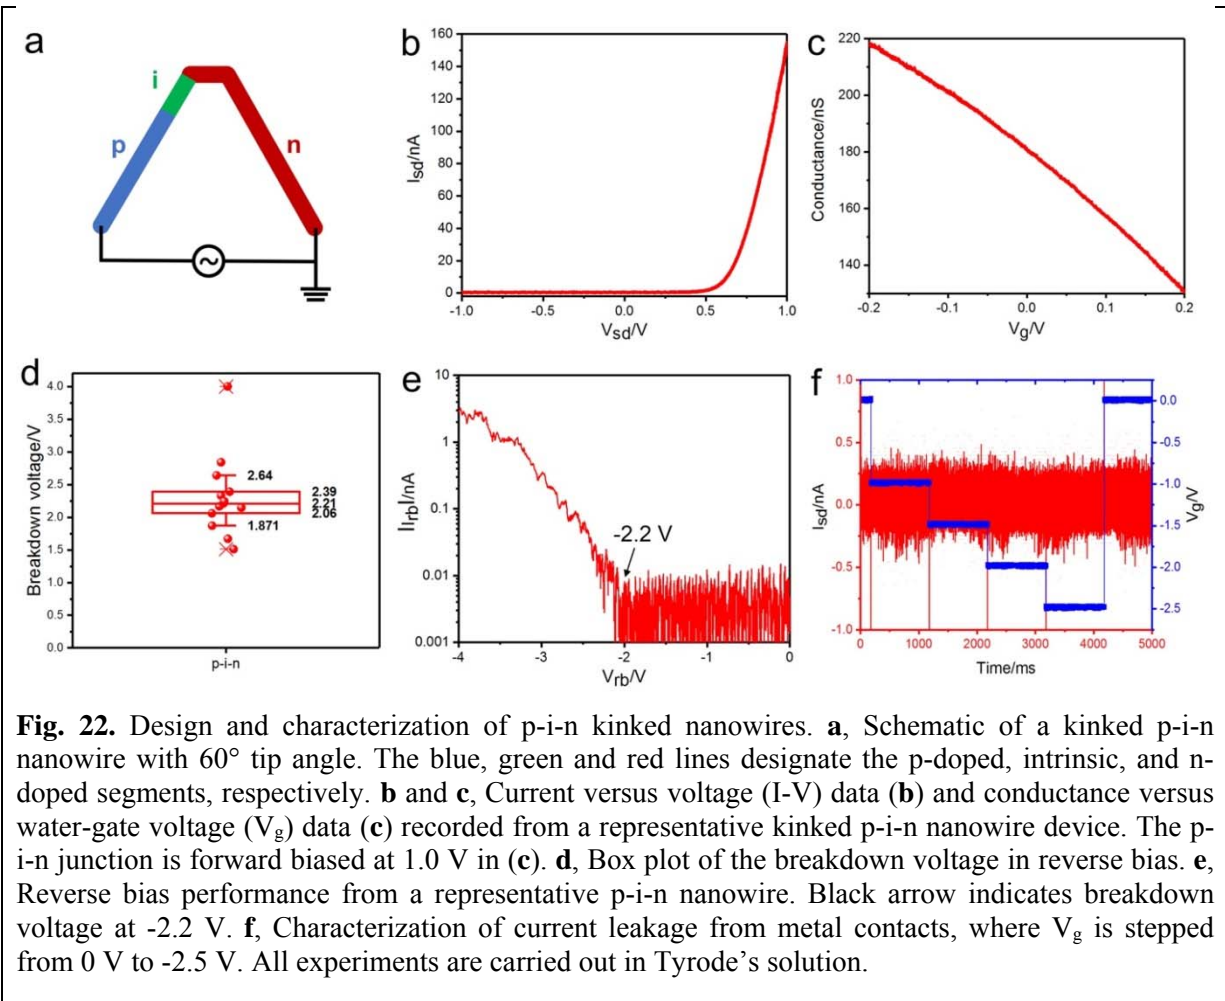 a
i
p
n
b
160
140
120
100
80
60
40
20
0
Isd/nA
-1.0
-0.5
0.0
0.5
1.0
Vsd/V
c
220
200
180
160
140
Conductance/nS
-0.2
-0.1
0.0
0.1
0.2
Vg/V
d
4.0
3.5
3.0
2.5
2.0
1.5
1.0
0.5
0.0
Breakdown voltage/V
2.64
2.39
2.21
2.06
1.871
p-i-n
e
10
1
0.1
0.01
0.001
|Irb|/nA
-2.2 V
-4
-3
-2
-1
0
Vrb/V
f
1.0
0.5
0.0
-0.5
-1.0
Isd/nA
0.0
-0.5
-1.0
-1.5
-2.0
-2.5
Vg/V
0
1000
2000
3000
4000
5000
Time/ms
Fig. 22. Design and characterization of p-i-n kinked nanowires. a, Schematic of a kinked p-i-n
nanowire with 60° tip angle. The blue, green and red lines designate the p-doped, intrinsic, and n-
doped segments, respectively. b and c, Current versus voltage (I-V) data (b) and conductance versus
water-gate voltage (Vg) data (c) recorded from a representative kinked p-i-n nanowire device. The p-
i-n junction is forward biased at 1.0 V in (c). d, Box plot of the breakdown voltage in reverse bias. e,
Reverse bias performance from a representative p-i-n nanowire. Black arrow indicates breakdown
voltage at -2.2 V. f, Characterization of current leakage from metal contacts, where Vg is stepped
from 0 V to -2.5 V. All experiments are carried out in Tyrode's solution.